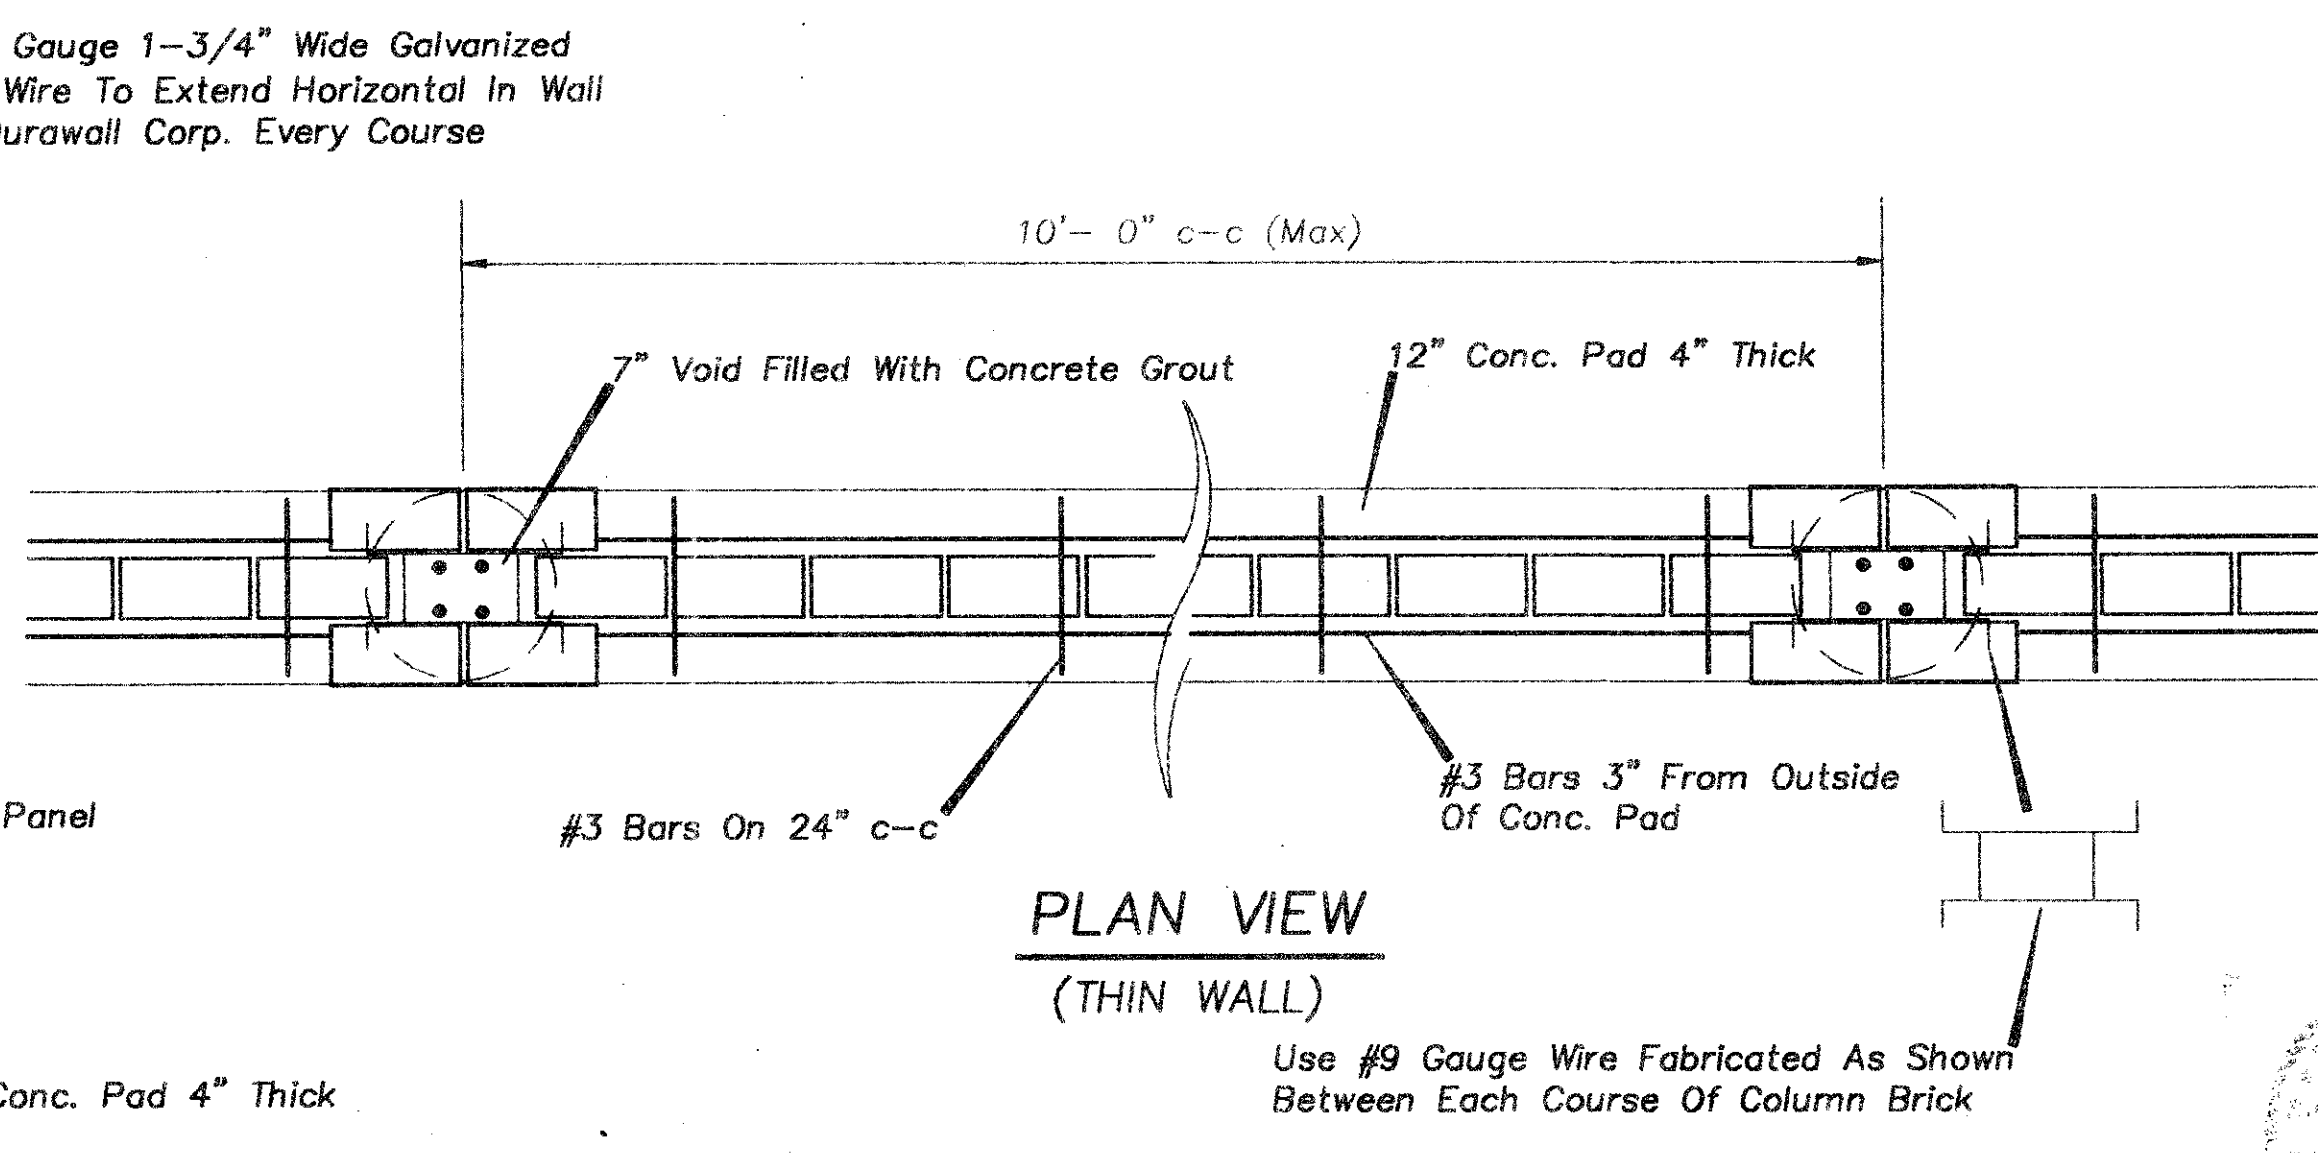 Gauge 1-3/4" Wide Galvanized
Wire To Extend Horizontal In Wall
Durawall Corp. Every Course
10'- 0" c-c (Max)
7" Void Filled With Concrete Grout
12" Conc. Pad 4" Thick
#3 Bars 3" From Outside
Of Conc. Pad
Panel
#3 Bars On 24" c-c
PLAN VIEW
(THIN WALL)
Use #9 Gauge Wire Fabricated As Shown
Between Each Course Of Column Brick
Conc. Pad 4" Thick